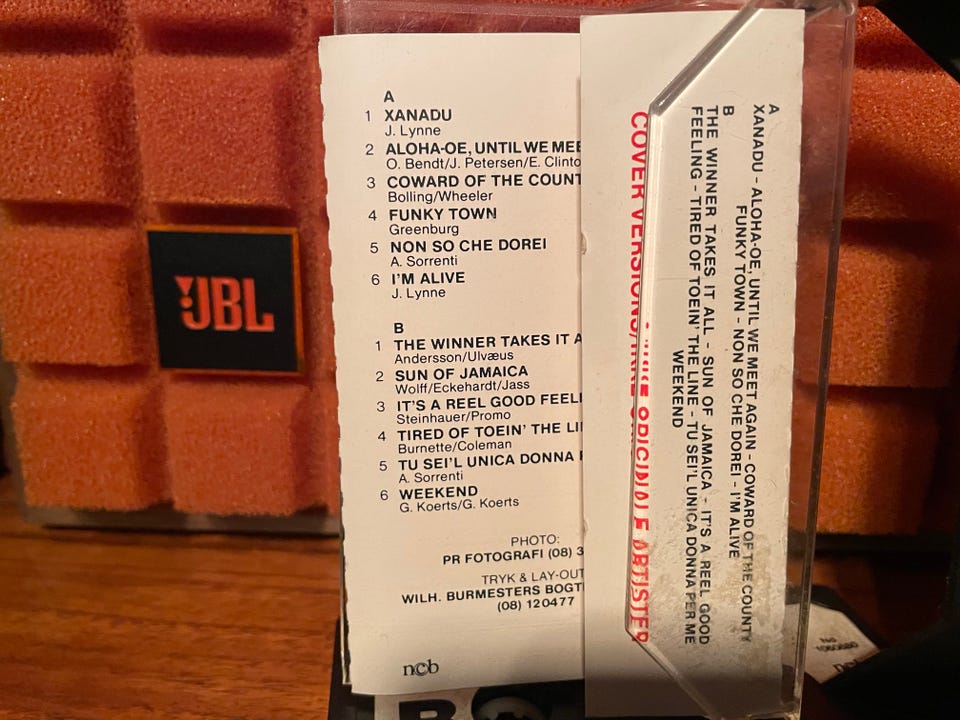 JBL
A
1 XANADU
J. Lynne
2 ALOHA-OE, UNTIL WE MEE
O. Bendt/J. Petersen/E. Clinto
3 COWARD OF THE COUNT
Bolling/Wheeler
4 FUNKY TOWN
Greenburg
5 NON SO CHE DOREI
A. Sorrenti
6 I'M ALIVE
J. Lynne
B
1 THE WINNER TAKES IT A
Andersson/Ulvæus
2 SUN OF JAMAICA
Wolff/Eckehardt/Jass
3 IT'S A REEL GOOD FEELI
Steinhauer/Promo
4 TIRED OF TOEIN' THE LI
Burnette/Coleman
5 TU SEI'L UNICA DONNA
A. Sorrenti
6 WEEKEND
G. Koerts/G. Koerts
PHOTO:
PR FOTOGRAFI (08) 3
TRYK & LAY-OUT
WILH. BURMESTERS BOGT
(08) 120477
ncb
A
XANADU - ALOHA-OE, UNTIL WE MEET AGAIN - COWARD OF THE COUNTY
FUNKY TOWN - NON SO CHE DOREI - I'M ALIVE
B
THE WINNER TAKES IT ALL - SUN OF JAMAICA - IT'S A REEL GOOD
FEELING - TIRED OF TOEIN' THE LINE - TU SEI'L UNICA DONNA PER ME
WEEKEND
COVER VERSIONS/IKKE ORIGINALE ARTISTER
No